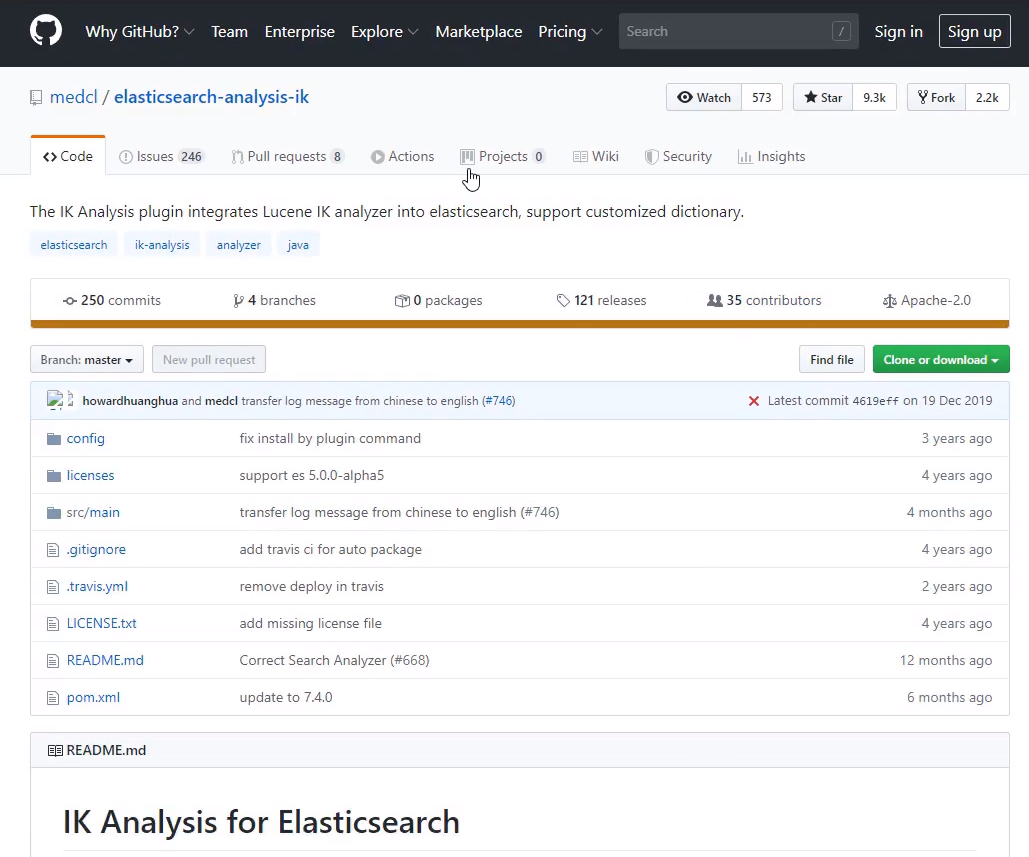 Why GitHub? Team Enterprise Explore Marketplace Pricing Search / Sign in Sign up
medcl / elasticsearch-analysis-ik Watch 573 Star 9.3k Fork 2.2k
Code Issues 246 Pull requests 8 Actions Projects 0 Wiki Security Insights
The IK Analysis plugin integrates Lucene IK analyzer into elasticsearch, support customized dictionary.
elasticsearch ik-analysis analyzer java
250 commits 4 branches 0 packages 121 releases 35 contributors Apache-2.0
Branch: master New pull request Find file Clone or download
howardhuanghua and medcl transfer log message from chinese to english (#746) Latest commit 4619eff on 19 Dec 2019
config fix install by plugin command 3 years ago
licenses support es 5.0.0-alpha5 4 years ago
src/main transfer log message from chinese to english (#746) 4 months ago
.gitignore add travis ci for auto package 4 years ago
.travis.yml remove deploy in travis 2 years ago
LICENSE.txt add missing license file 4 years ago
README.md Correct Search Analyzer (#668) 12 months ago
pom.xml update to 7.4.0 6 months ago
README.md
IK Analysis for Elasticsearch